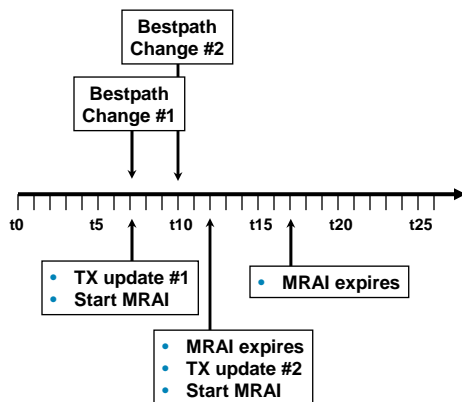 Bestpath
Change #2
Bestpath
Change #1
t0 t5 t10 t15 t20 t25
• TX update #1
• Start MRAI
• MRAI expires
• MRAI expires
• TX update #2
• Start MRAI